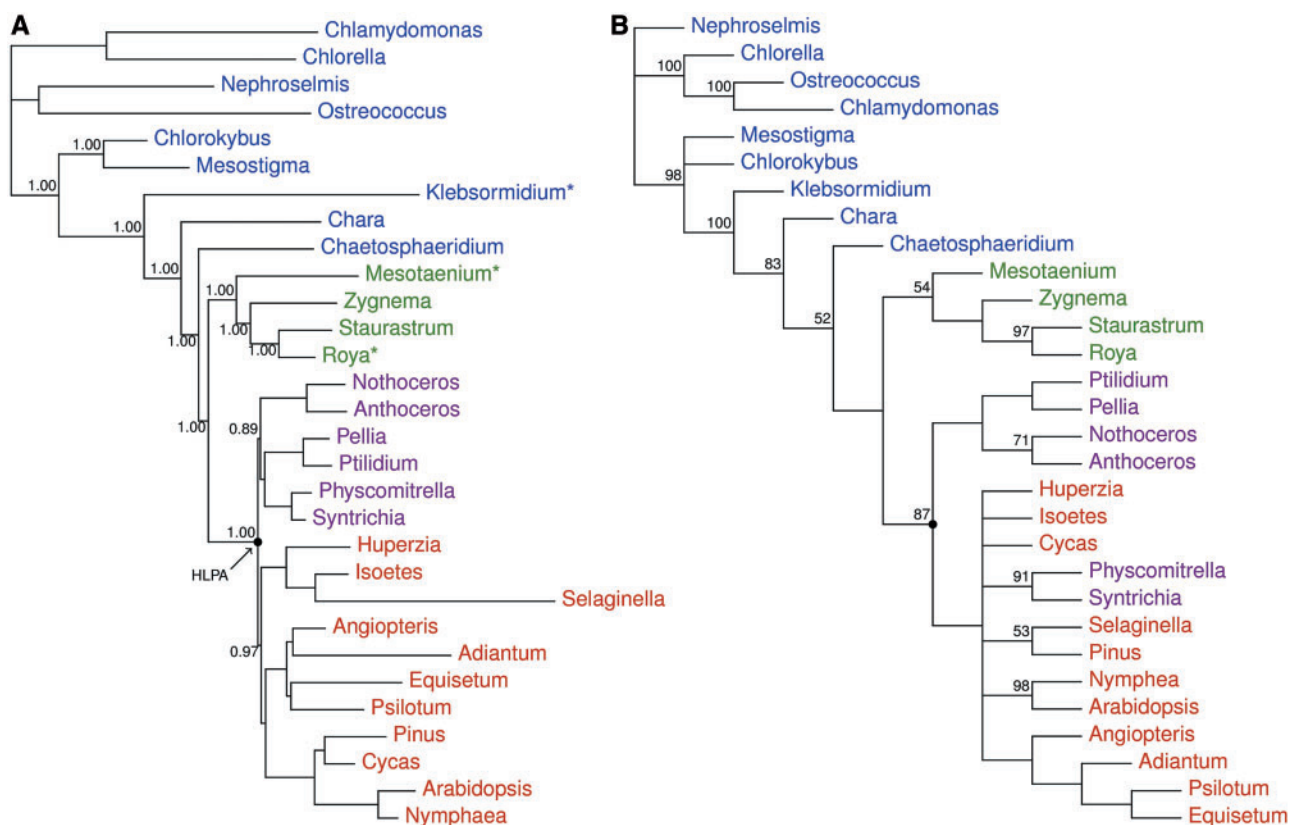 A
Chlamydomonas
Chlorella
Nephroselmis
Ostreococcus
Chlorokybus
1.00
Mesostigma
1.00
Klebsormidium*
Chara
1.00
Chaetosphaeridium
1.00
Mesotaenium*
1.00
Zygnema
Staurastrum
1.00
1.00
1.00
Roya*
Nothoceros
Anthoceros
0.89
1.00
Pellia
Ptilidium
Physcomitrella
Syntrichia
1.00
HLPA
Huperzia
Isoetes
Selaginella
Angiopteris
0.97
Adiantum
Equisetum
Psilotum
Pinus
Cycas
Arabidopsis
Nymphaea
B
Nephroselmis
Chlorella
100
Ostreococcus
100
Chlamydomonas
Mesostigma
Chlorokybus
98
Klebsormidium
100
Chara
Chaetosphaeridium
83
Mesotaenium
54
Zygnema
52
Staurastrum
97
Roya
Ptilidium
Pellia
Nothoceros
71
Anthoceros
Huperzia
87
Isoetes
Cycas
Physcomitrella
91
Syntrichia
Selaginella
53
Pinus
Nymphea
98
Arabidopsis
Angiopteris
Adiantum
Psilotum
Equisetum